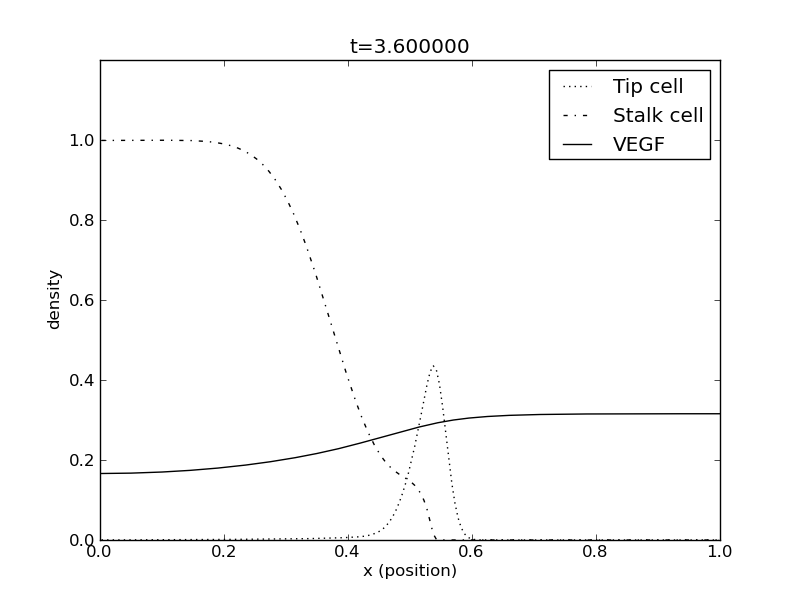 t=3.600000
Tip cell
Stalk cell
VEGF
density
1.0
0.8
0.6
0.4
0.2
0.0
0.0 0.2 0.4 0.6 0.8 1.0
x (position)